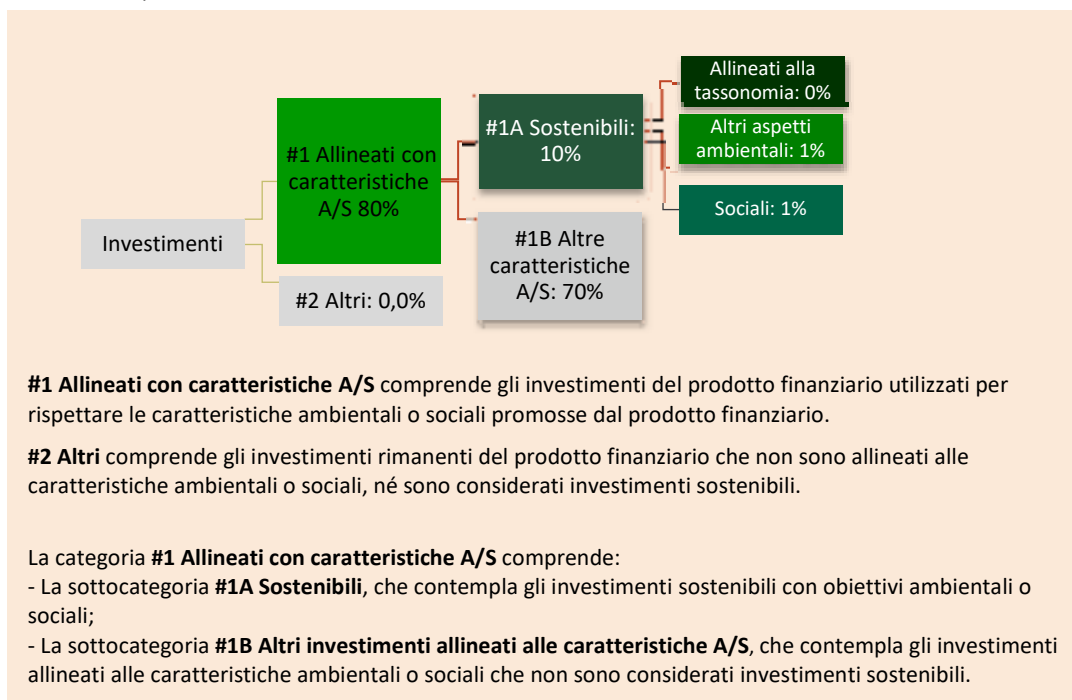 Allineati alla
tassonomia: 0%
#1A Sostenibili:
10%
Altri aspetti
ambientali: 1%
#1 Allineati con
caratteristiche
A/S 80%
Sociali: 1%
Investimenti
#1B Altre
caratteristiche
A/S: 70%
#2 Altri: 0,0%
#1 Allineati con caratteristiche A/S comprende gli investimenti del prodotto finanziario utilizzati per
rispettare le caratteristiche ambientali o sociali promosse dal prodotto finanziario.
#2 Altri comprende gli investimenti rimanenti del prodotto finanziario che non sono allineati alle
caratteristiche ambientali o sociali, né sono considerati investimenti sostenibili.
La categoria #1 Allineati con caratteristiche A/S comprende:
- La sottocategoria #1A Sostenibili, che contempla gli investimenti sostenibili con obiettivi ambientali o
sociali;
- La sottocategoria #1B Altri investimenti allineati alle caratteristiche A/S, che contempla gli investimenti
allineati alle caratteristiche ambientali o sociali che non sono considerati investimenti sostenibili.